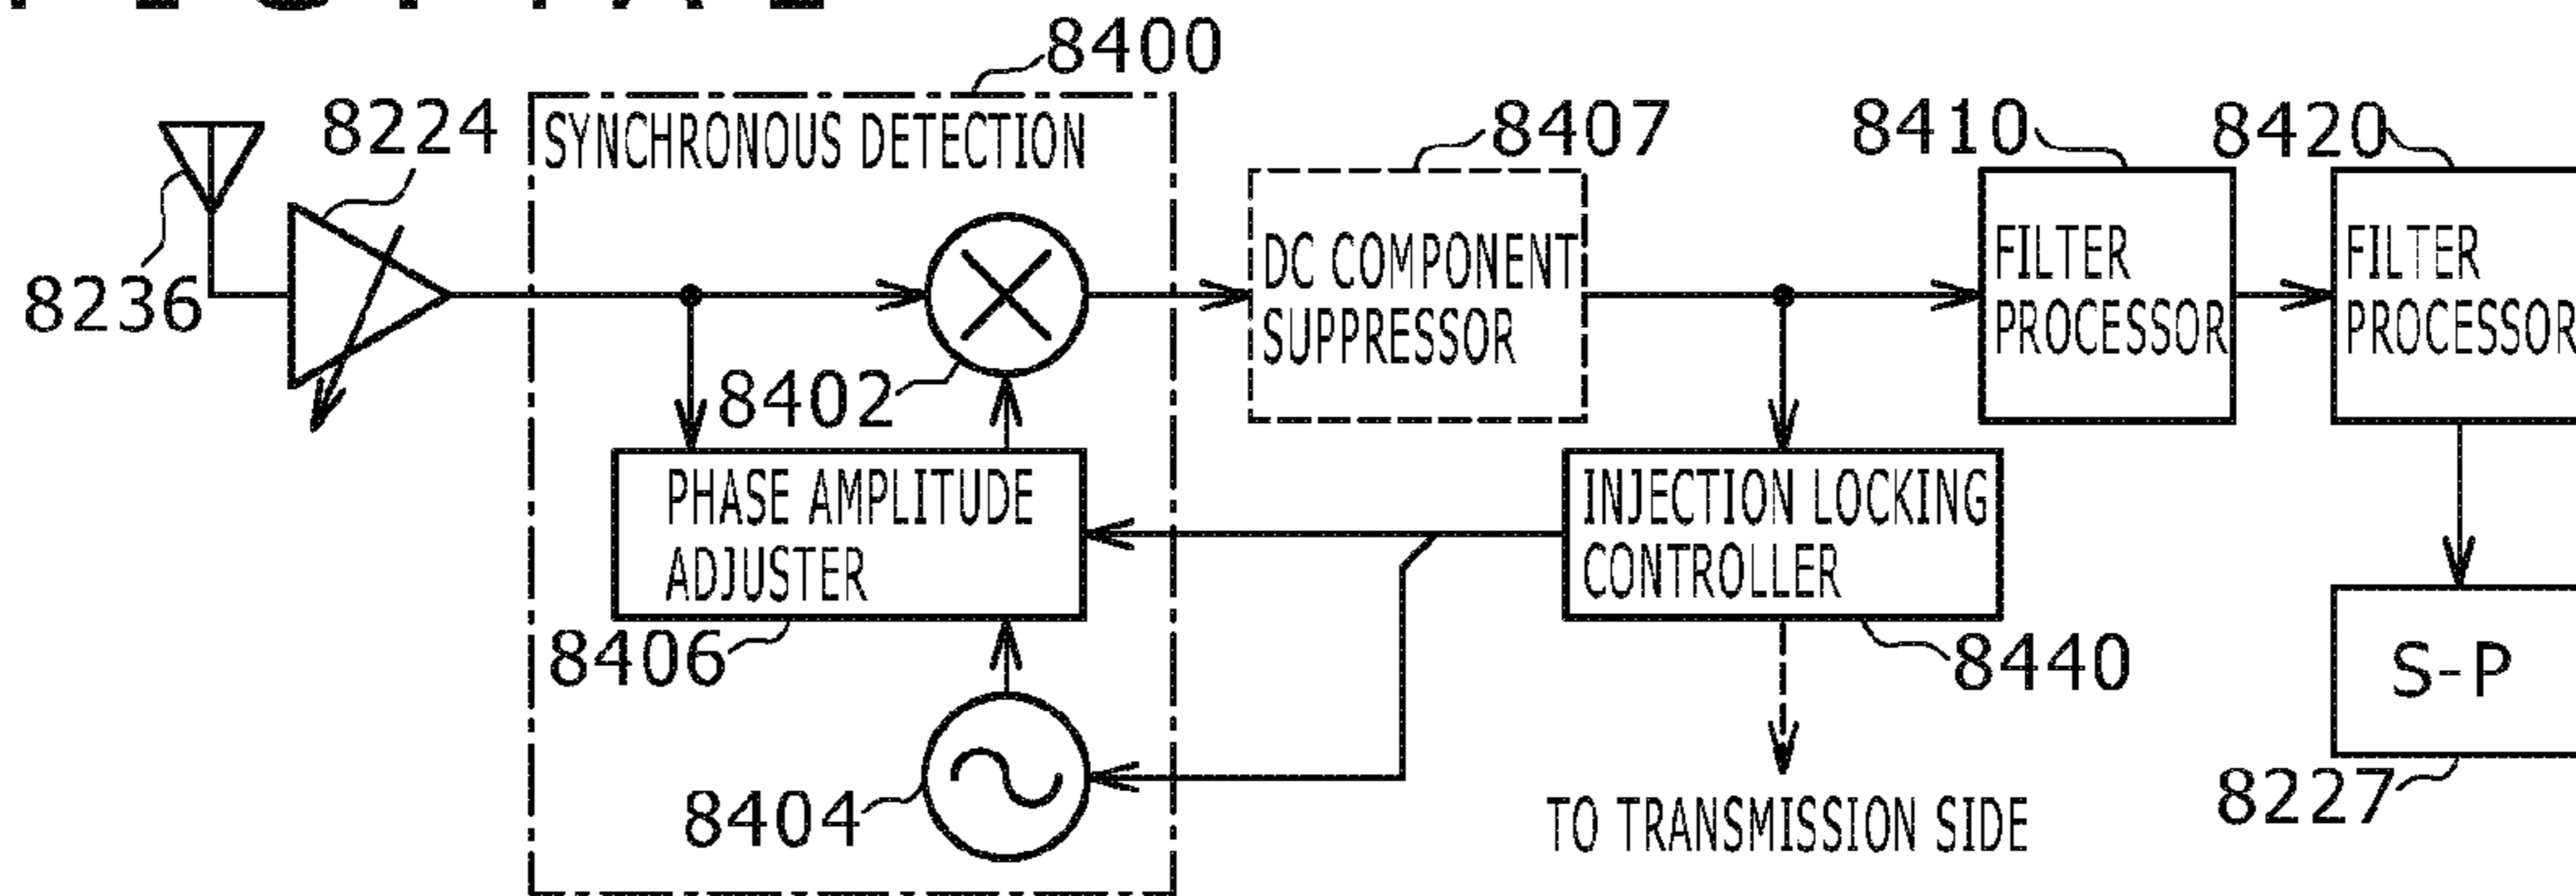 8400
8224
SYNCHRONOUS DETECTION
8407
8410
8420
8236
DC COMPONENT
SUPPRESSOR
FILTER
PROCESSOR
FILTER
PROCESSOR
8402
PHASE AMPLITUDE
ADJUSTER
INJECTION LOCKING
CONTROLLER
8406
8440
S-P
8404
TO TRANSMISSION SIDE
8227